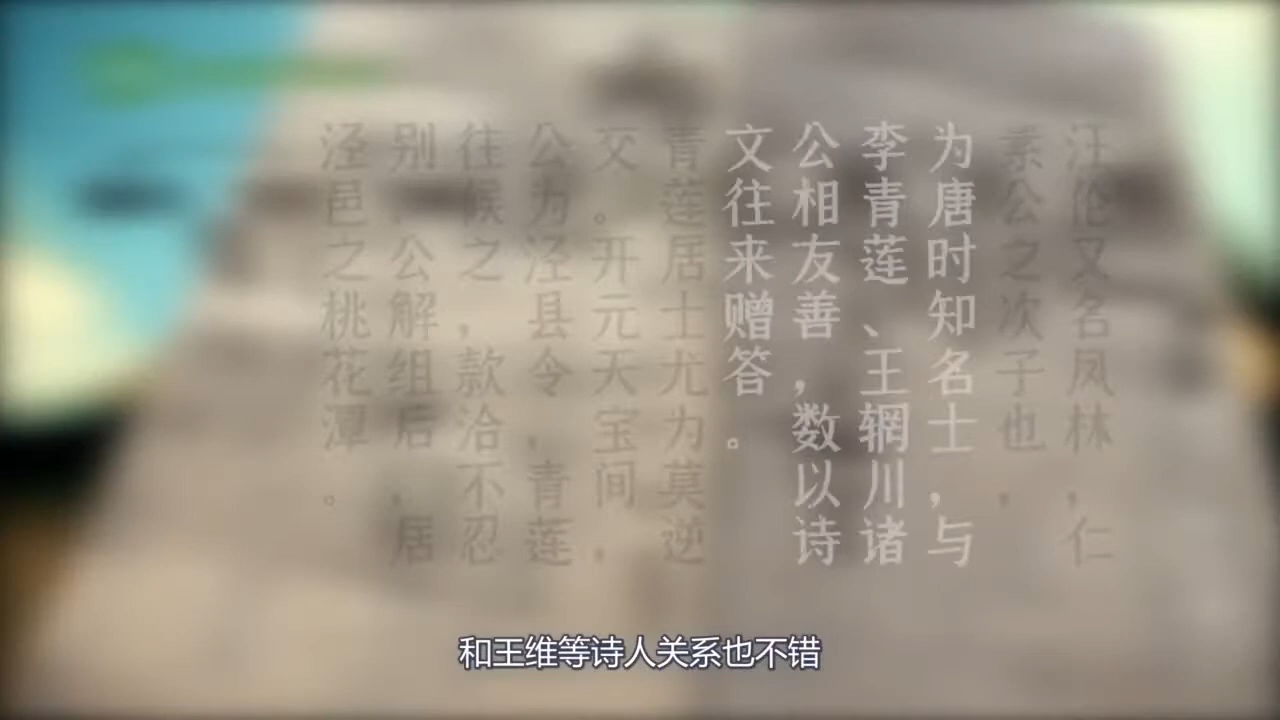 汪伦又名凤林，仁
素公之次子也，
为唐时知名士，与
李青莲、王辋川诸
公相友善，数以诗
文往来赠答。
青莲居士尤为莫逆
交。开元天宝间，
公为泾县令，青莲
往候之，款洽不忍
别。公解组后，居
泾邑之桃花潭。
和王维等诗人关系也不错